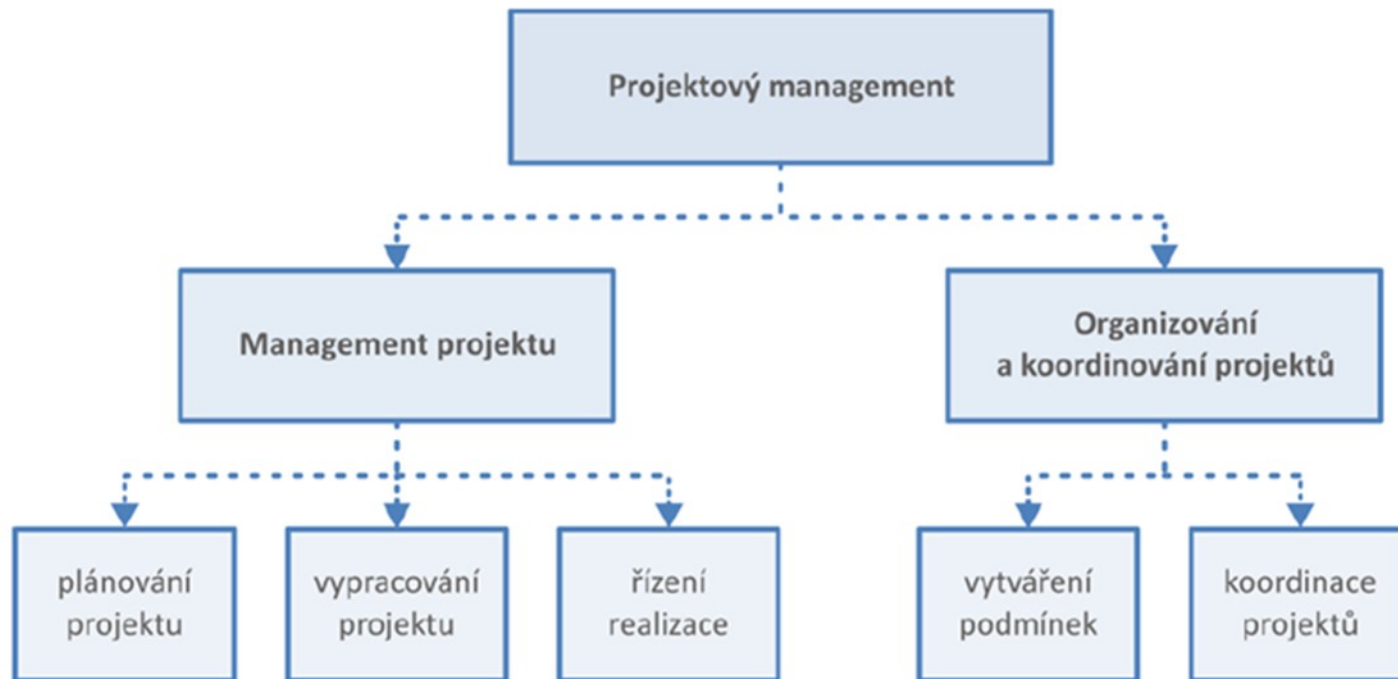 Projektový management
Management projektu
Organizování
a koordinování projektů
plánování
projektu
vypracování
projektu
řízení
realizace
vytváření
podmínek
koordinace
projektů